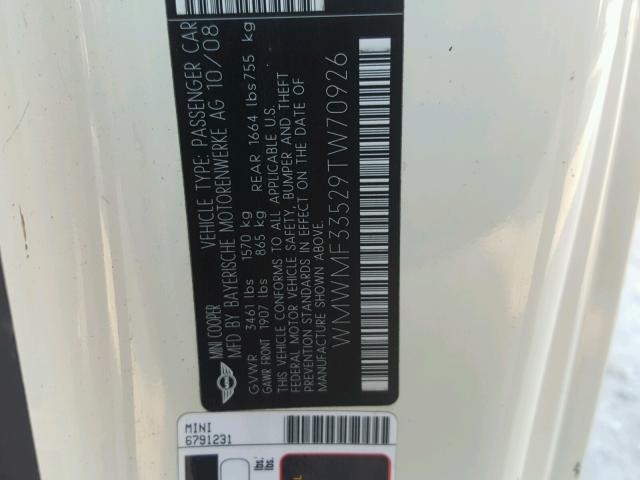 MINI COOPER VEHICLE TYPE: PASSENGER CAR
MFD BY BAYERISCHE MOTORENWERKE AG 10/08
GVWR 3461 lbs 1570 kg
GAWR FRONT 1907 lbs 865 kg REAR 1664 lbs 755 kg
THIS VEHICLE CONFORMS TO ALL APPLICABLE U.S.
FEDERAL MOTOR VEHICLE SAFETY, BUMPER AND THEFT
PREVENTION STANDARDS IN EFFECT ON THE DATE OF
MANUFACTURE SHOWN ABOVE.
WMWMF33529TW70926
MINI
6791231
lbs. lbs.